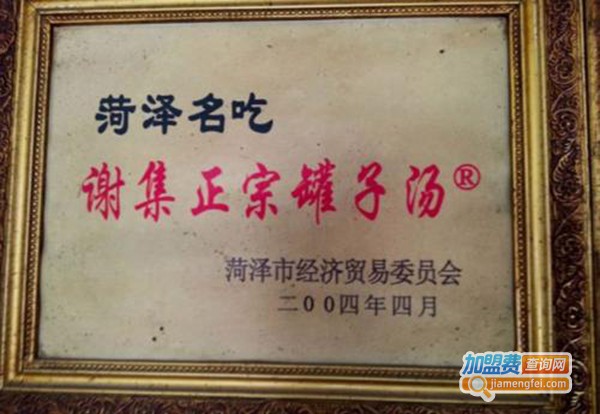 菏泽名吃
谢集正宗罐子汤®
菏泽市经济贸易委员会
二00四年四月
加盟费查询网
jiamengfei.com